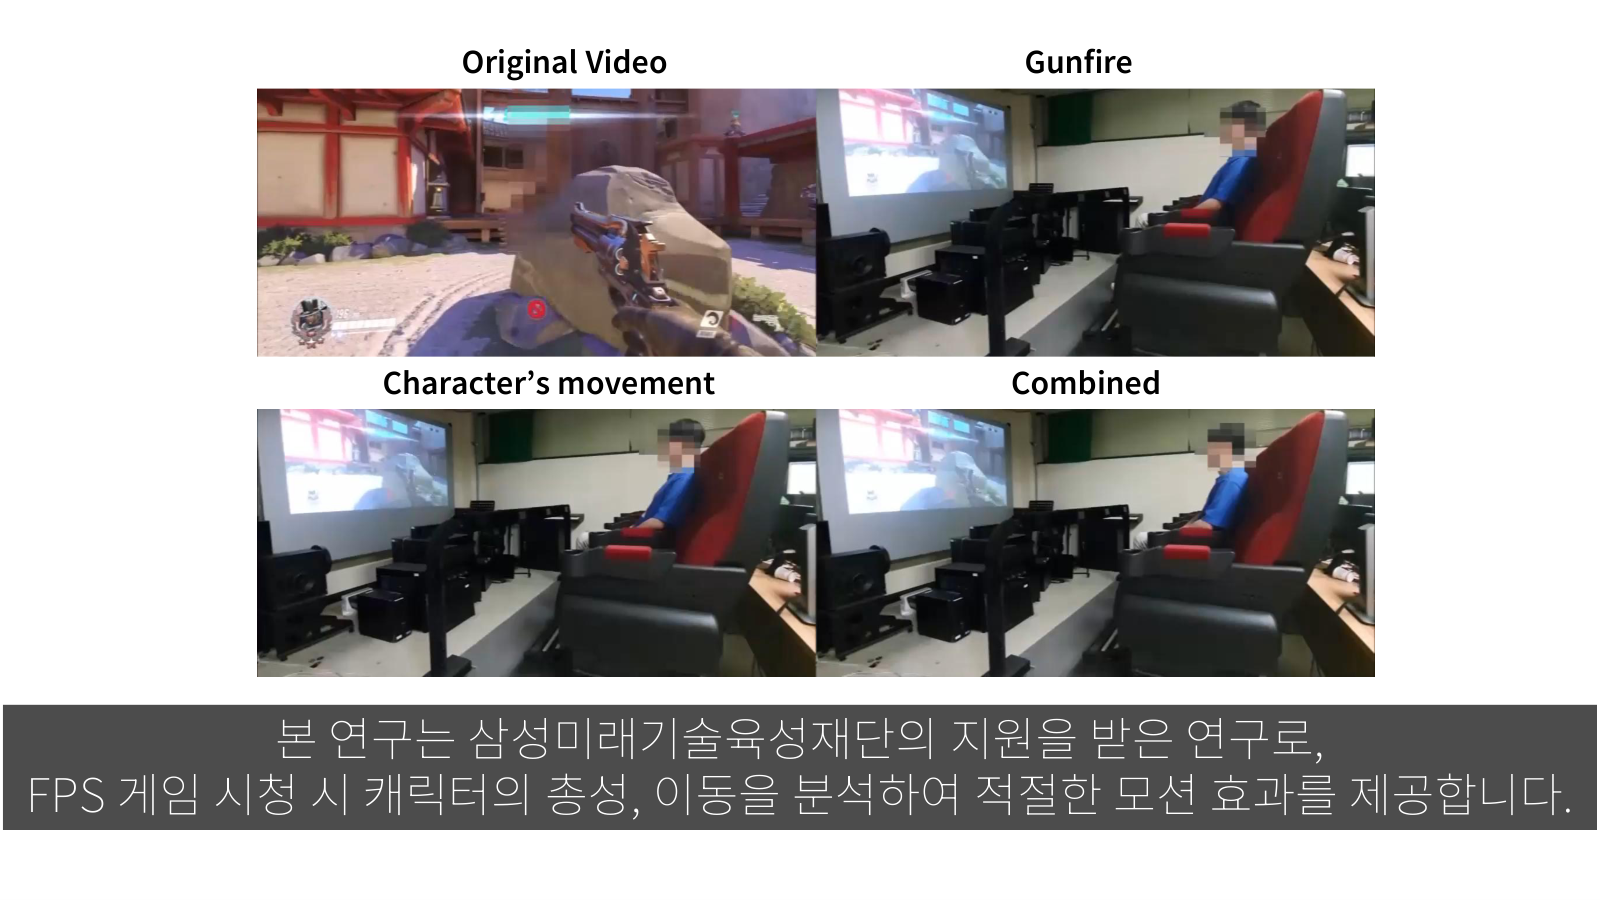 Original Video
Gunfire
Character’s movement
Combined
본 연구는 삼성미래기술육성재단의 지원을 받은 연구로,
FPS 게임 시청 시 캐릭터의 총성, 이동을 분석하여 적절한 모션 효과를 제공합니다.